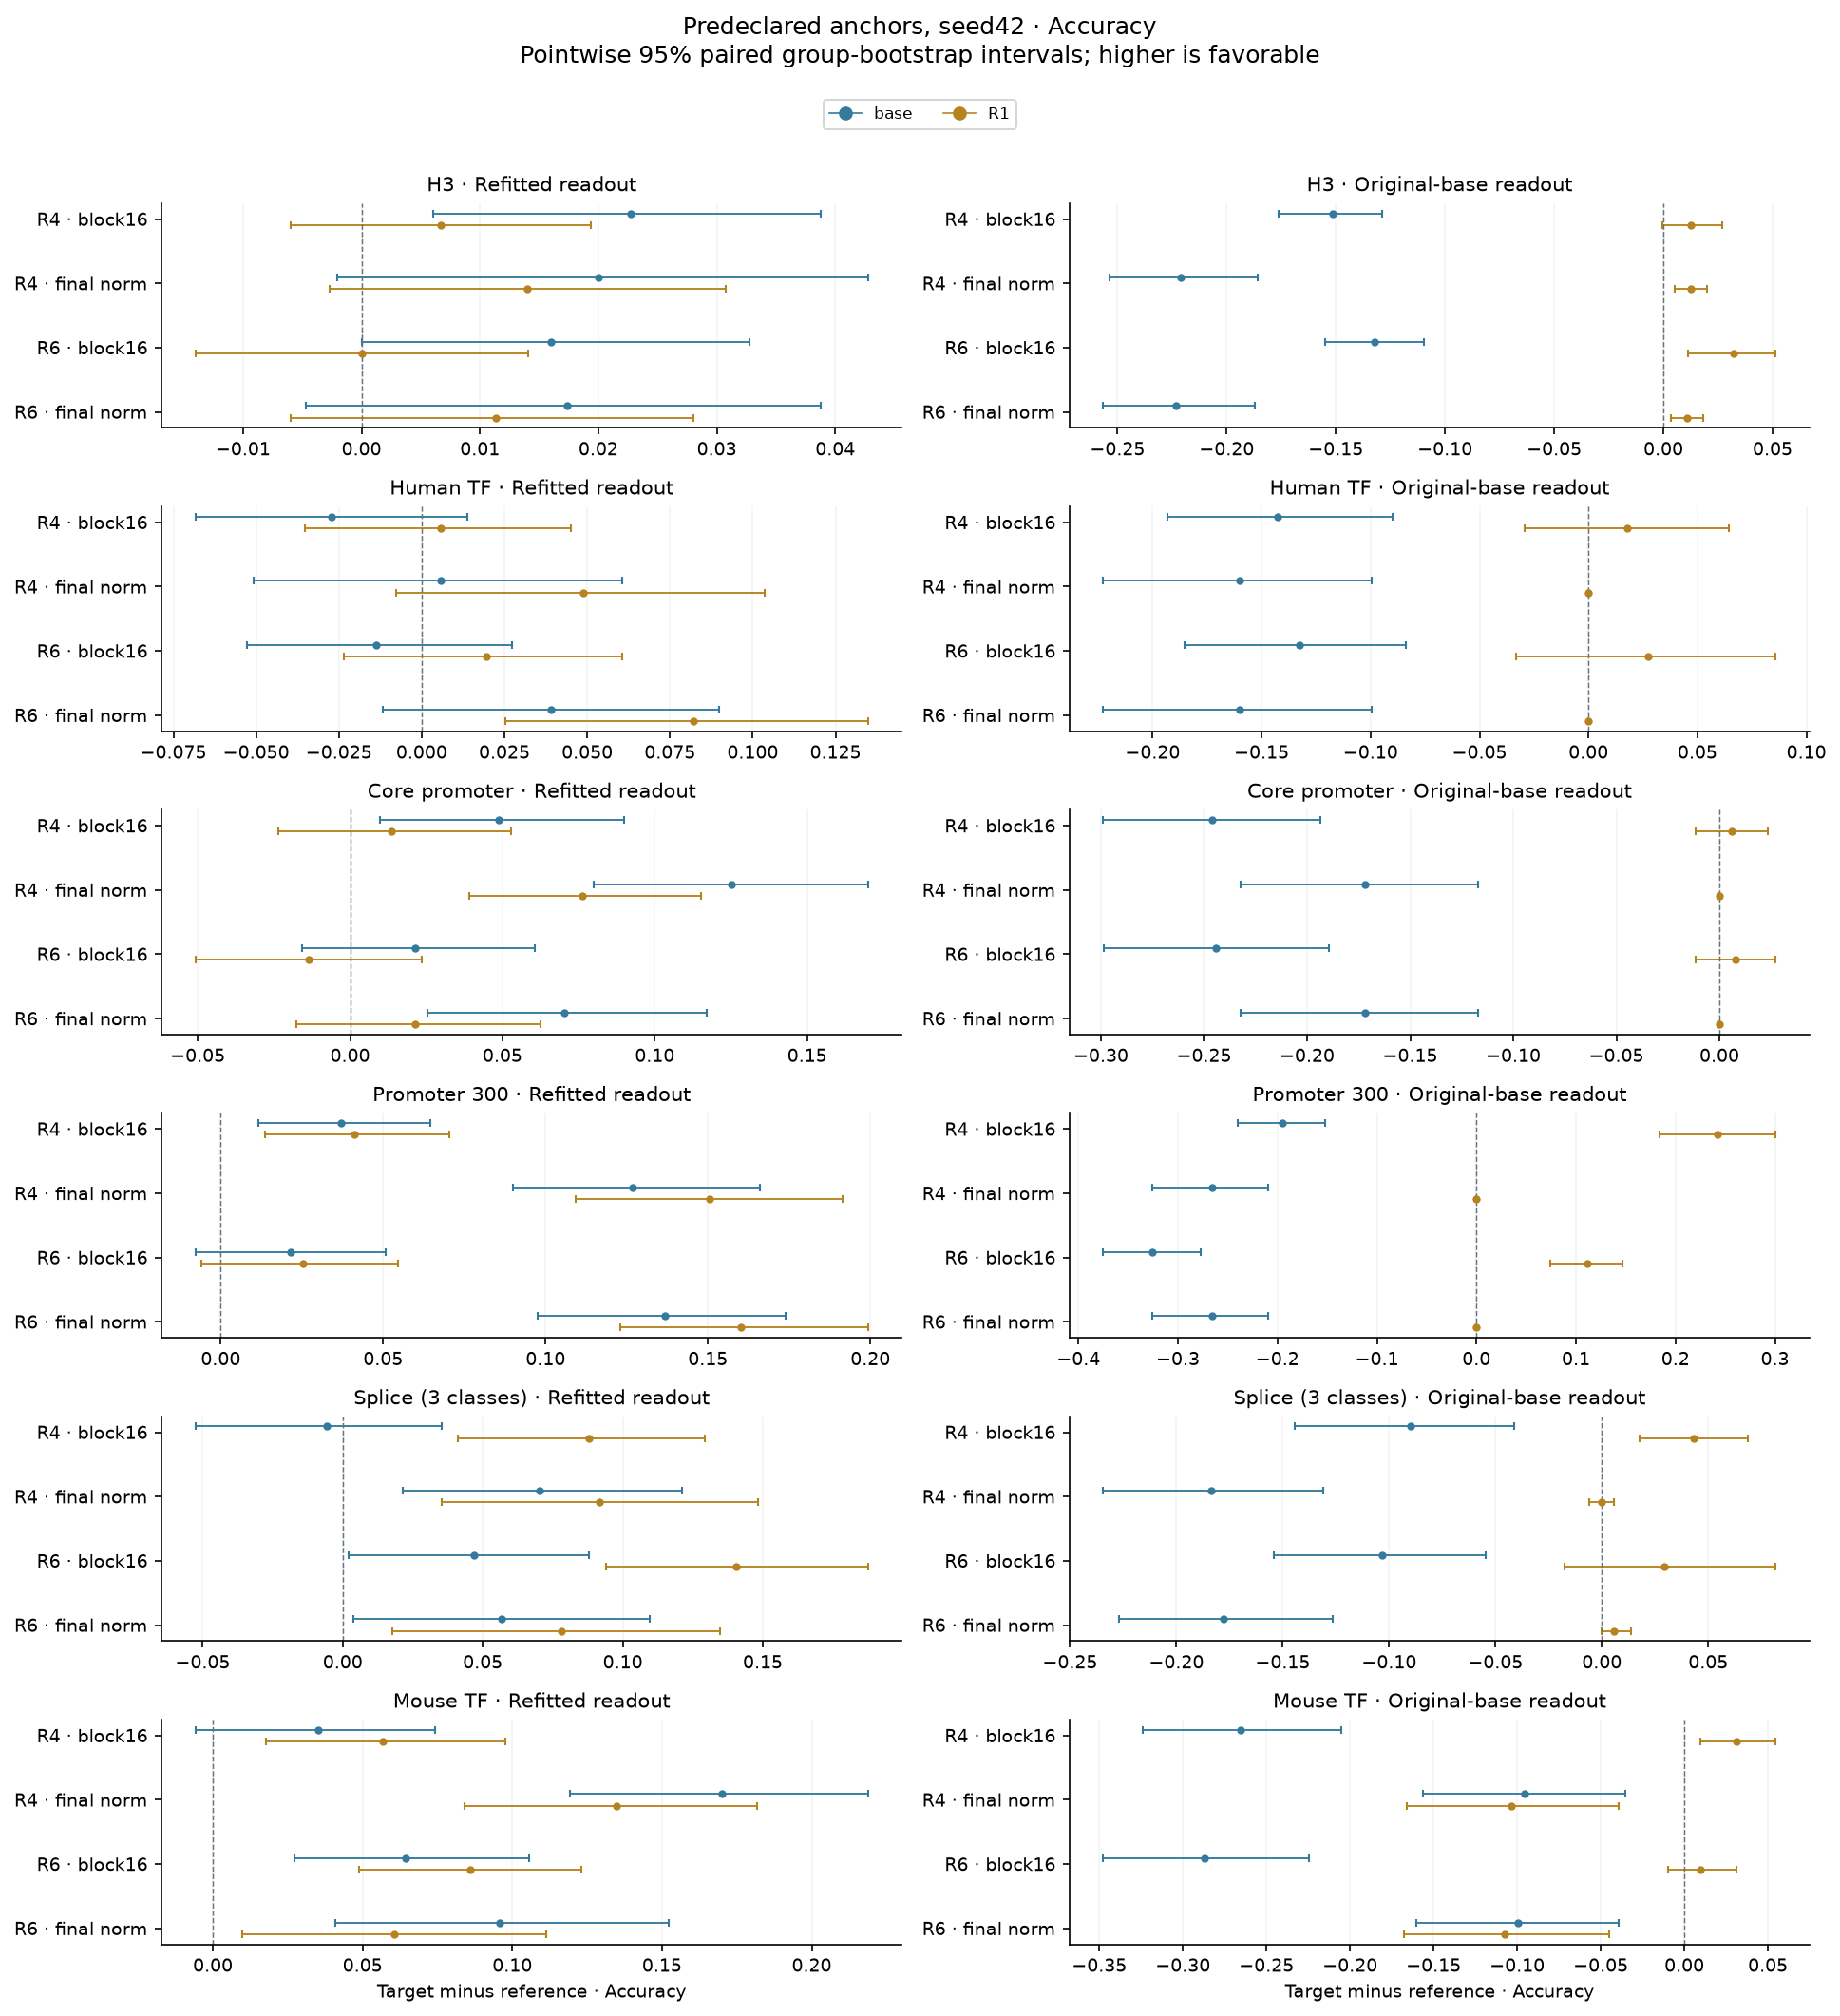 Predeclared anchors, seed42 · Accuracy
Pointwise 95% paired group-bootstrap intervals; higher is favorable
base
R1
H3 · Refitted readout
R4 · block16
R4 · final norm
R6 · block16
R6 · final norm
−0.01 0.00 0.01 0.02 0.03 0.04
H3 · Original-base readout
R4 · block16
R4 · final norm
R6 · block16
R6 · final norm
−0.25 −0.20 −0.15 −0.10 −0.05 0.00 0.05
Human TF · Refitted readout
R4 · block16
R4 · final norm
R6 · block16
R6 · final norm
−0.075 −0.050 −0.025 0.000 0.025 0.050 0.075 0.100 0.125
Human TF · Original-base readout
R4 · block16
R4 · final norm
R6 · block16
R6 · final norm
−0.20 −0.15 −0.10 −0.05 0.00 0.05 0.10
Core promoter · Refitted readout
R4 · block16
R4 · final norm
R6 · block16
R6 · final norm
−0.05 0.00 0.05 0.10 0.15
Core promoter · Original-base readout
R4 · block16
R4 · final norm
R6 · block16
R6 · final norm
−0.30 −0.25 −0.20 −0.15 −0.10 −0.05 0.00
Promoter 300 · Refitted readout
R4 · block16
R4 · final norm
R6 · block16
R6 · final norm
0.00 0.05 0.10 0.15 0.20
Promoter 300 · Original-base readout
R4 · block16
R4 · final norm
R6 · block16
R6 · final norm
−0.4 −0.3 −0.2 −0.1 0.0 0.1 0.2 0.3
Splice (3 classes) · Refitted readout
R4 · block16
R4 · final norm
R6 · block16
R6 · final norm
−0.05 0.00 0.05 0.10 0.15
Splice (3 classes) · Original-base readout
R4 · block16
R4 · final norm
R6 · block16
R6 · final norm
−0.25 −0.20 −0.15 −0.10 −0.05 0.00 0.05
Mouse TF · Refitted readout
R4 · block16
R4 · final norm
R6 · block16
R6 · final norm
0.00 0.05 0.10 0.15 0.20
Target minus reference · Accuracy
Mouse TF · Original-base readout
R4 · block16
R4 · final norm
R6 · block16
R6 · final norm
−0.35 −0.30 −0.25 −0.20 −0.15 −0.10 −0.05 0.00 0.05
Target minus reference · Accuracy